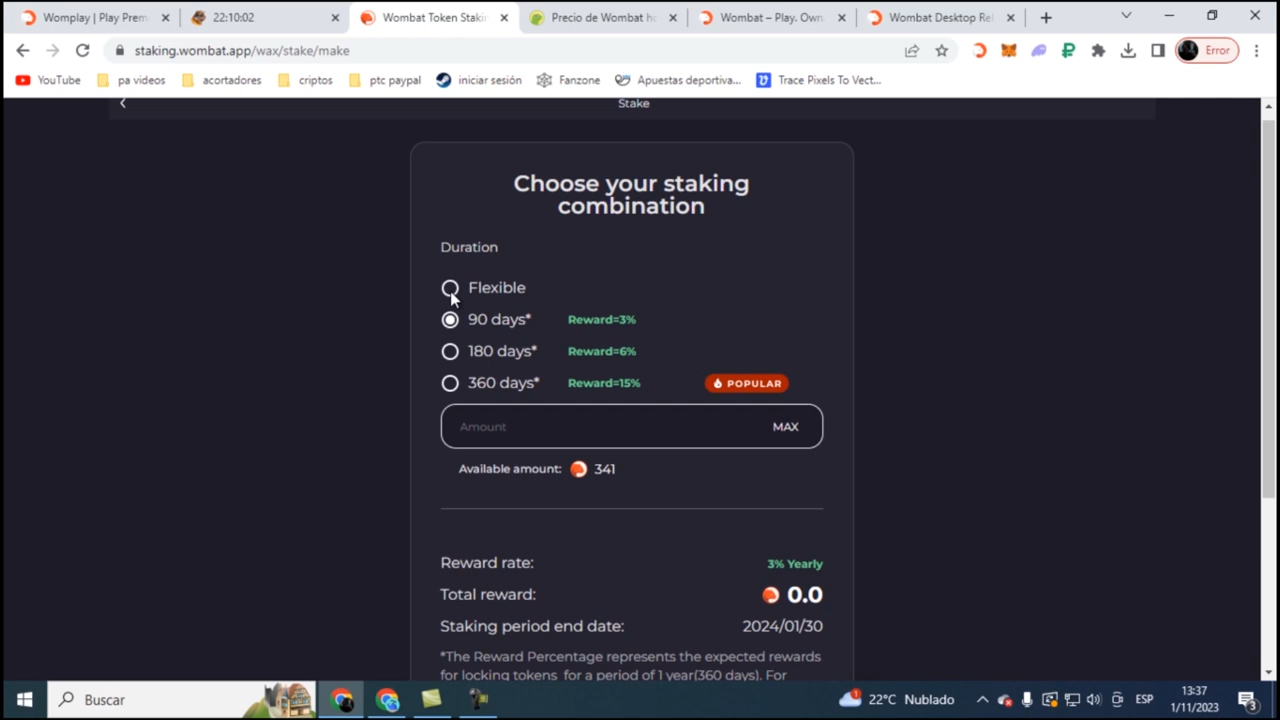 Womplay | Play Prem
22:10:02
Wombat Token Staki
Precio de Wombat h
Wombat – Play. Own
Wombat Desktop Re
staking.wombat.app/wax/stake/make
Error
YouTube
pa videos
acortadores
criptos
ptc paypal
iniciar sesión
Fanzone
Apuestas deportiva...
Trace Pixels To Vect...
Stake
Choose your staking
combination
Duration
Flexible
90 days*
Reward=3%
180 days*
Reward=6%
360 days*
Reward=15%
POPULAR
Amount
MAX
Available amount:
341
Reward rate:
3% Yearly
Total reward:
0.0
Staking period end date:
2024/01/30
*The Reward Percentage represents the expected rewards
for locking tokens for a period of 1 year(360 days). For
Buscar
1
22°C Nublado
ESP
13:37
1/11/2023
3